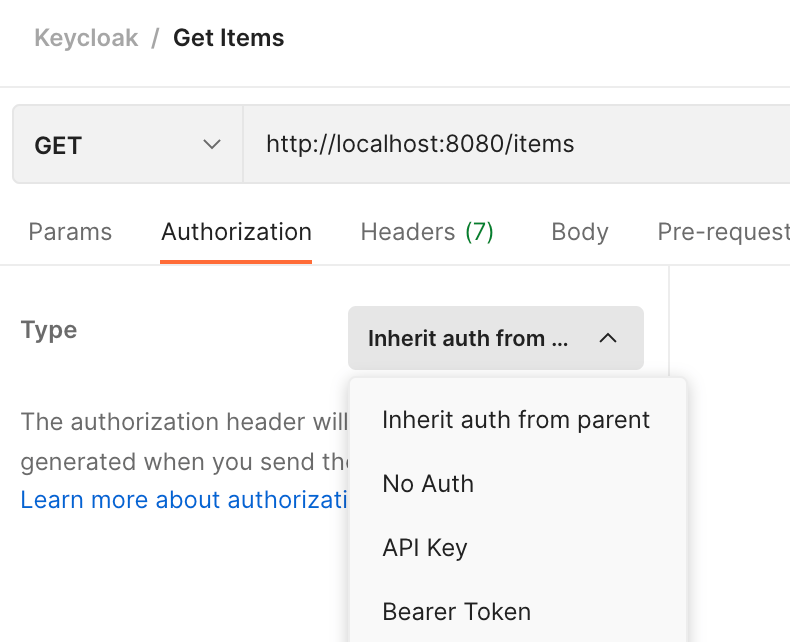 Keycloak / Get Items
GET http://localhost:8080/items
Params Authorization Headers (7) Body Pre-request
Type Inherit auth from ...
The authorization header will
generated when you send the
Learn more about authorizati
Inherit auth from parent
No Auth
API Key
Bearer Token